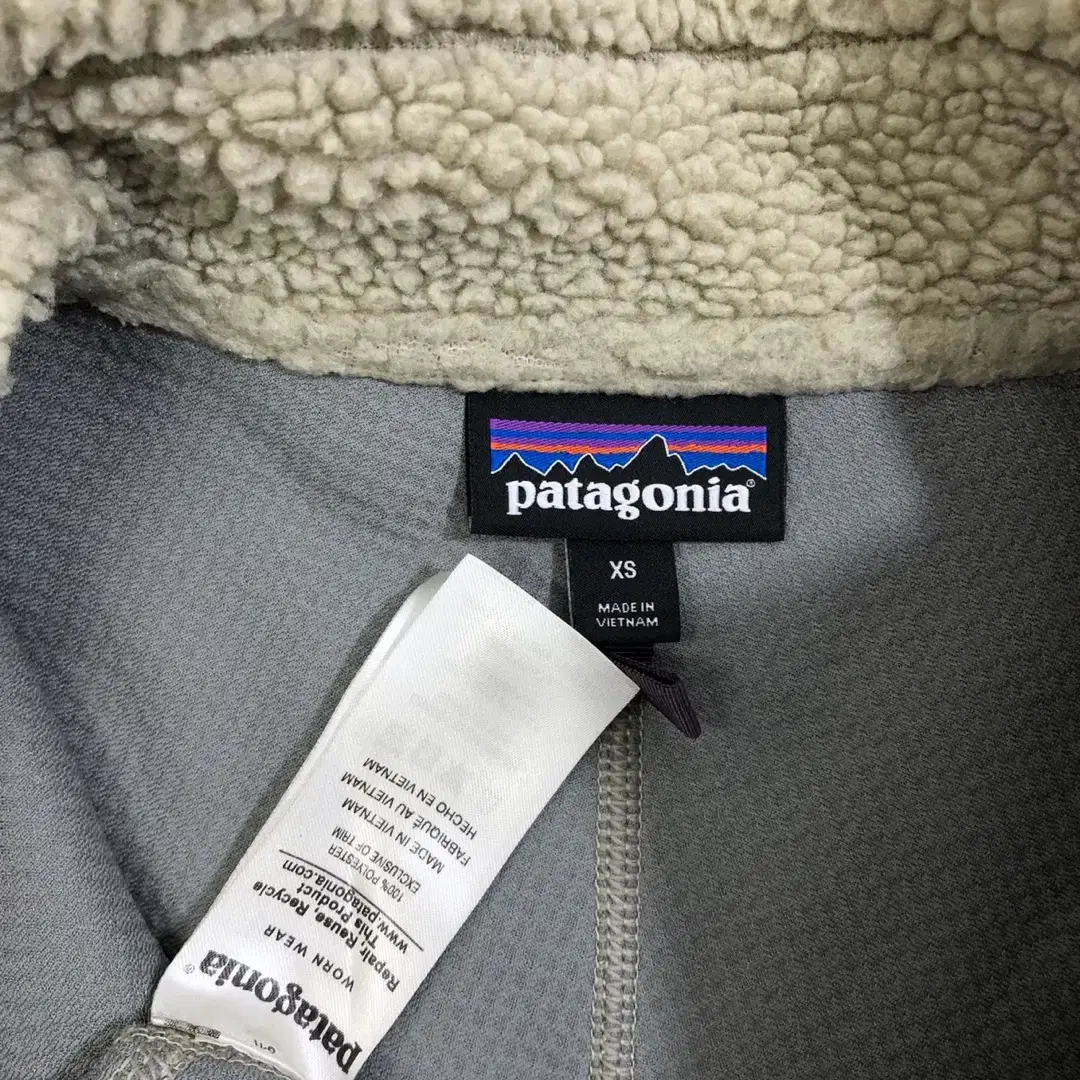 patagonia®
XS
MADE IN
VIETNAM
patagonia®
WORN WEAR
Repair, Reuse, Recycle
This Product
www.patagonia.com
100% POLYESTER
EXCLUSIVE OF TRIM
MADE IN VIETNAM
FABRIQUÉ AU VIETNAM
HECHO EN VIETNAM